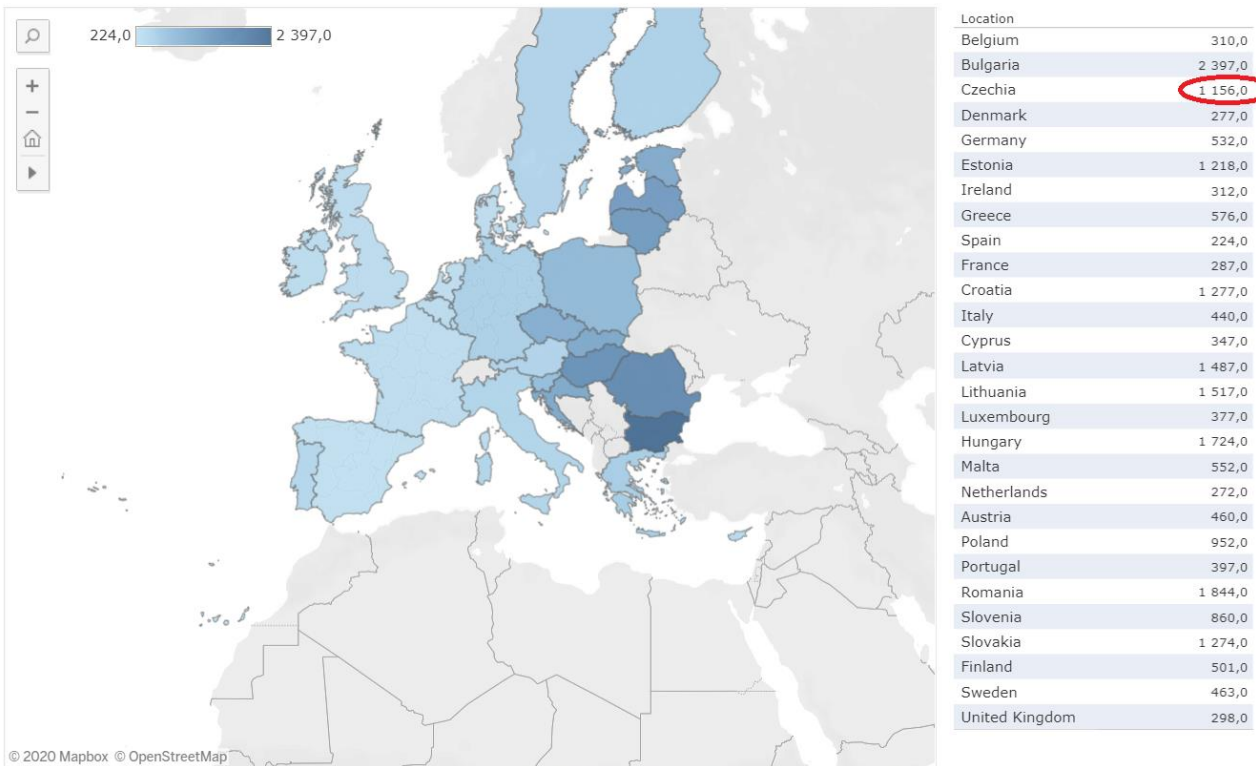 224,0 2 397,0
Location
Belgium 310,0
Bulgaria 2 397,0
Czechia 1 156,0
Denmark 277,0
Germany 532,0
Estonia 1 218,0
Ireland 312,0
Greece 576,0
Spain 224,0
France 287,0
Croatia 1 277,0
Italy 440,0
Cyprus 347,0
Latvia 1 487,0
Lithuania 1 517,0
Luxembourg 377,0
Hungary 1 724,0
Malta 552,0
Netherlands 272,0
Austria 460,0
Poland 952,0
Portugal 397,0
Romania 1 844,0
Slovenia 860,0
Slovakia 1 274,0
Finland 501,0
Sweden 463,0
United Kingdom 298,0
© 2020 Mapbox © OpenStreetMap